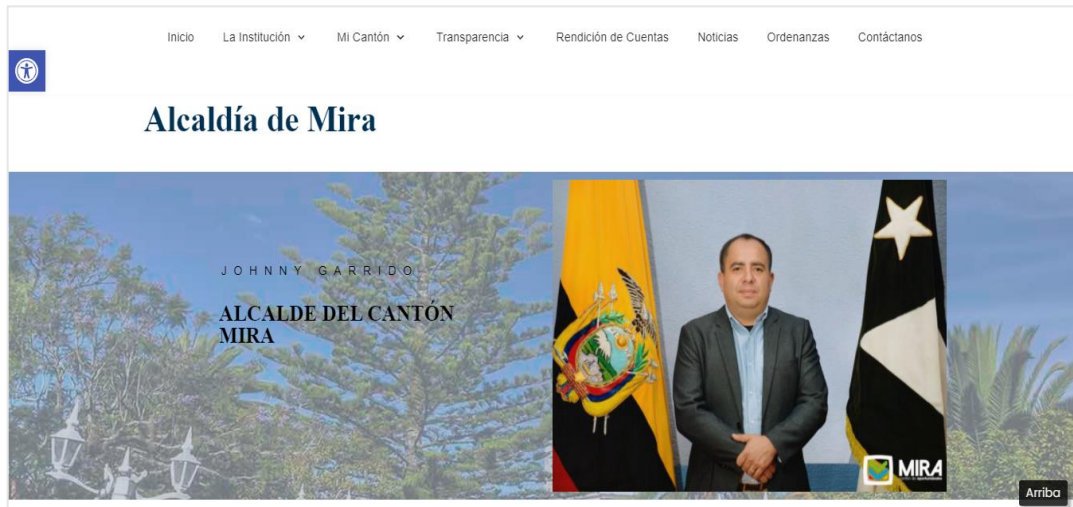 Inicio La Institución Mi Cantón Transparencia Rendición de Cuentas Noticias Ordenanzas Contáctanos
Alcaldía de Mira
JOHNNY GARRIDO
ALCALDE DEL CANTÓN
MIRA
MIRA
Arriba